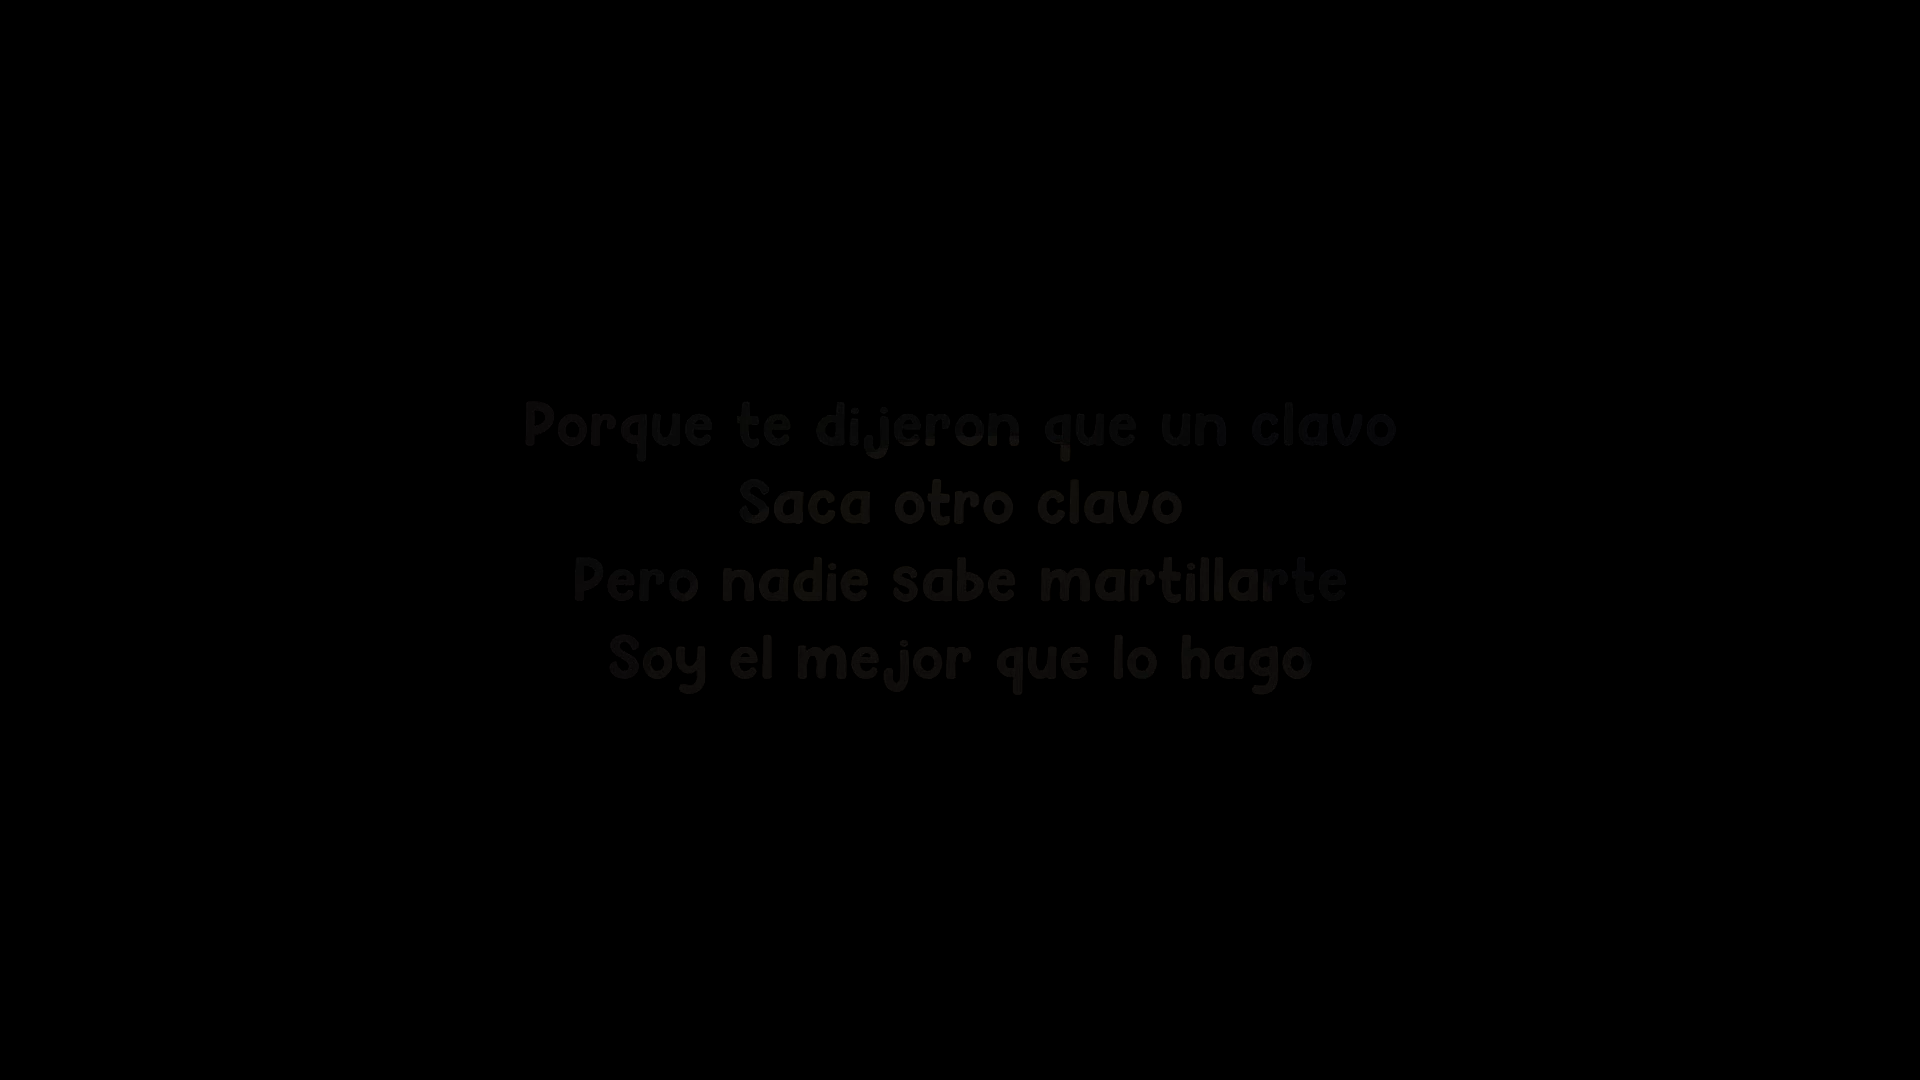 Porque te dijeron que un clavo
Saca otro clavo
Pero nadie sabe martillarte
Soy el mejor que lo hago